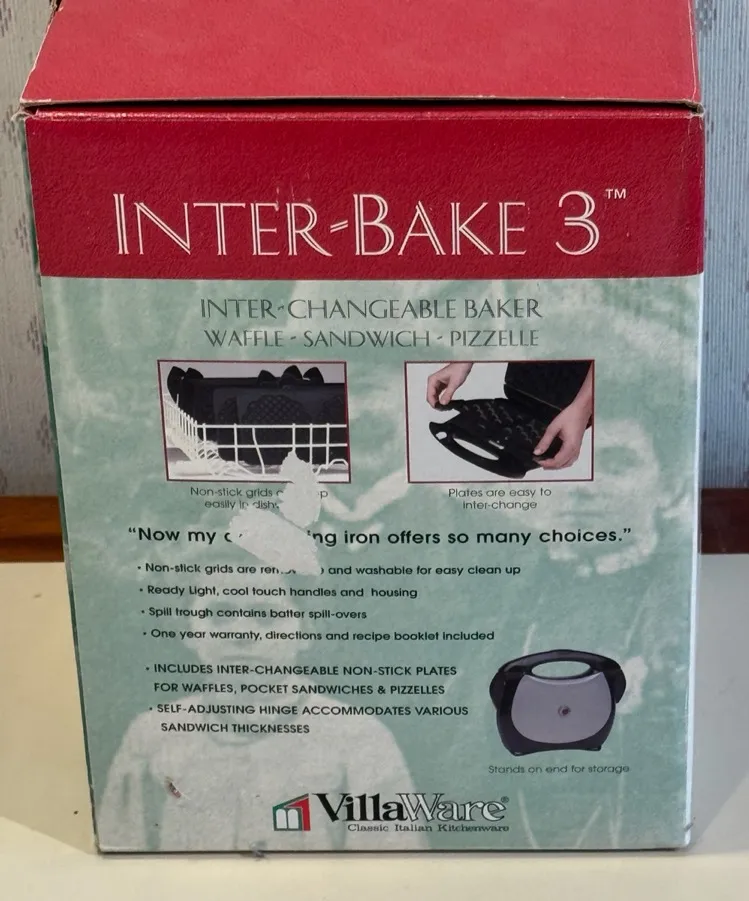 INTER-BAKE 3™
INTER-CHANGEABLE BAKER
WAFFLE - SANDWICH - PIZZELLE
Non-stick grids
easily in
Plates are easy to
inter-change
"Now my iron offers so many choices."
• Non-stick grids are and washable for easy clean up
• Ready Light, cool touch handles and housing
• Spill trough contains batter spill-overs
• One year warranty, directions and recipe booklet included
• INCLUDES INTER-CHANGEABLE NON-STICK PLATES
FOR WAFFLES, POCKET SANDWICHES & PIZZELLES
• SELF-ADJUSTING HINGE ACCOMMODATES VARIOUS
SANDWICH THICKNESSES
Stands on end for storage
VillaWare®
Classic Italian Kitchenware